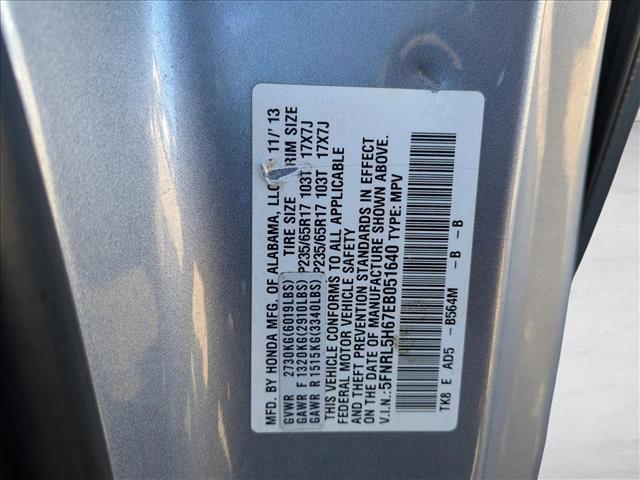 MFD. BY HONDA MFG. OF ALABAMA, LLC 11/'13
TIRE SIZE RIM SIZE
GVWR 2730KG(6019LBS)
GAWR F 1320KG(2910LBS) P235/65R17 103T 17X7J
GAWR R 1515KG(3340LBS) P235/65R17 103T 17X7J
THIS VEHICLE CONFORMS TO ALL APPLICABLE
FEDERAL MOTOR VEHICLE SAFETY
AND THEFT PREVENTION STANDARDS IN EFFECT
ON THE DATE OF MANUFACTURE SHOWN ABOVE.
V.I.N.:5FNRL5H67EB051640 TYPE: MPV
TK8 E AD5 -B564M -B -B